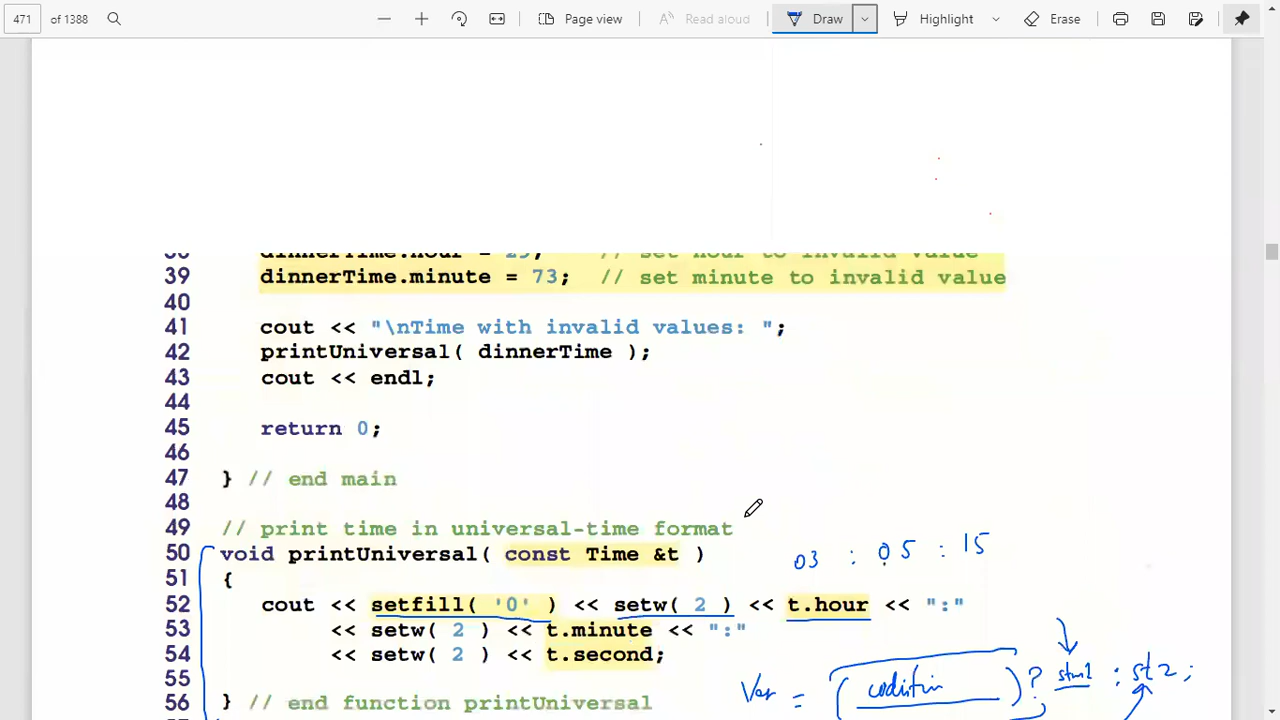 471 of 1388 Page view Read aloud Draw Highlight Erase
39 dinnerTime.minute = 73; // set minute to invalid value
40
41 cout << "\nTime with invalid values: ";
42 printUniversal( dinnerTime );
43 cout << endl;
44
45 return 0;
46
47 } // end main
48
49 // print time in universal-time format
50 void printUniversal( const Time &t )
03 : 05 : 15
51 {
52 cout << setfill( '0' ) << setw( 2 ) << t.hour << ":"
53 << setw( 2 ) << t.minute << ":"
54 << setw( 2 ) << t.second;
55
Var = ( ) ? stm1 : st2;
56 } // end function printUniversal